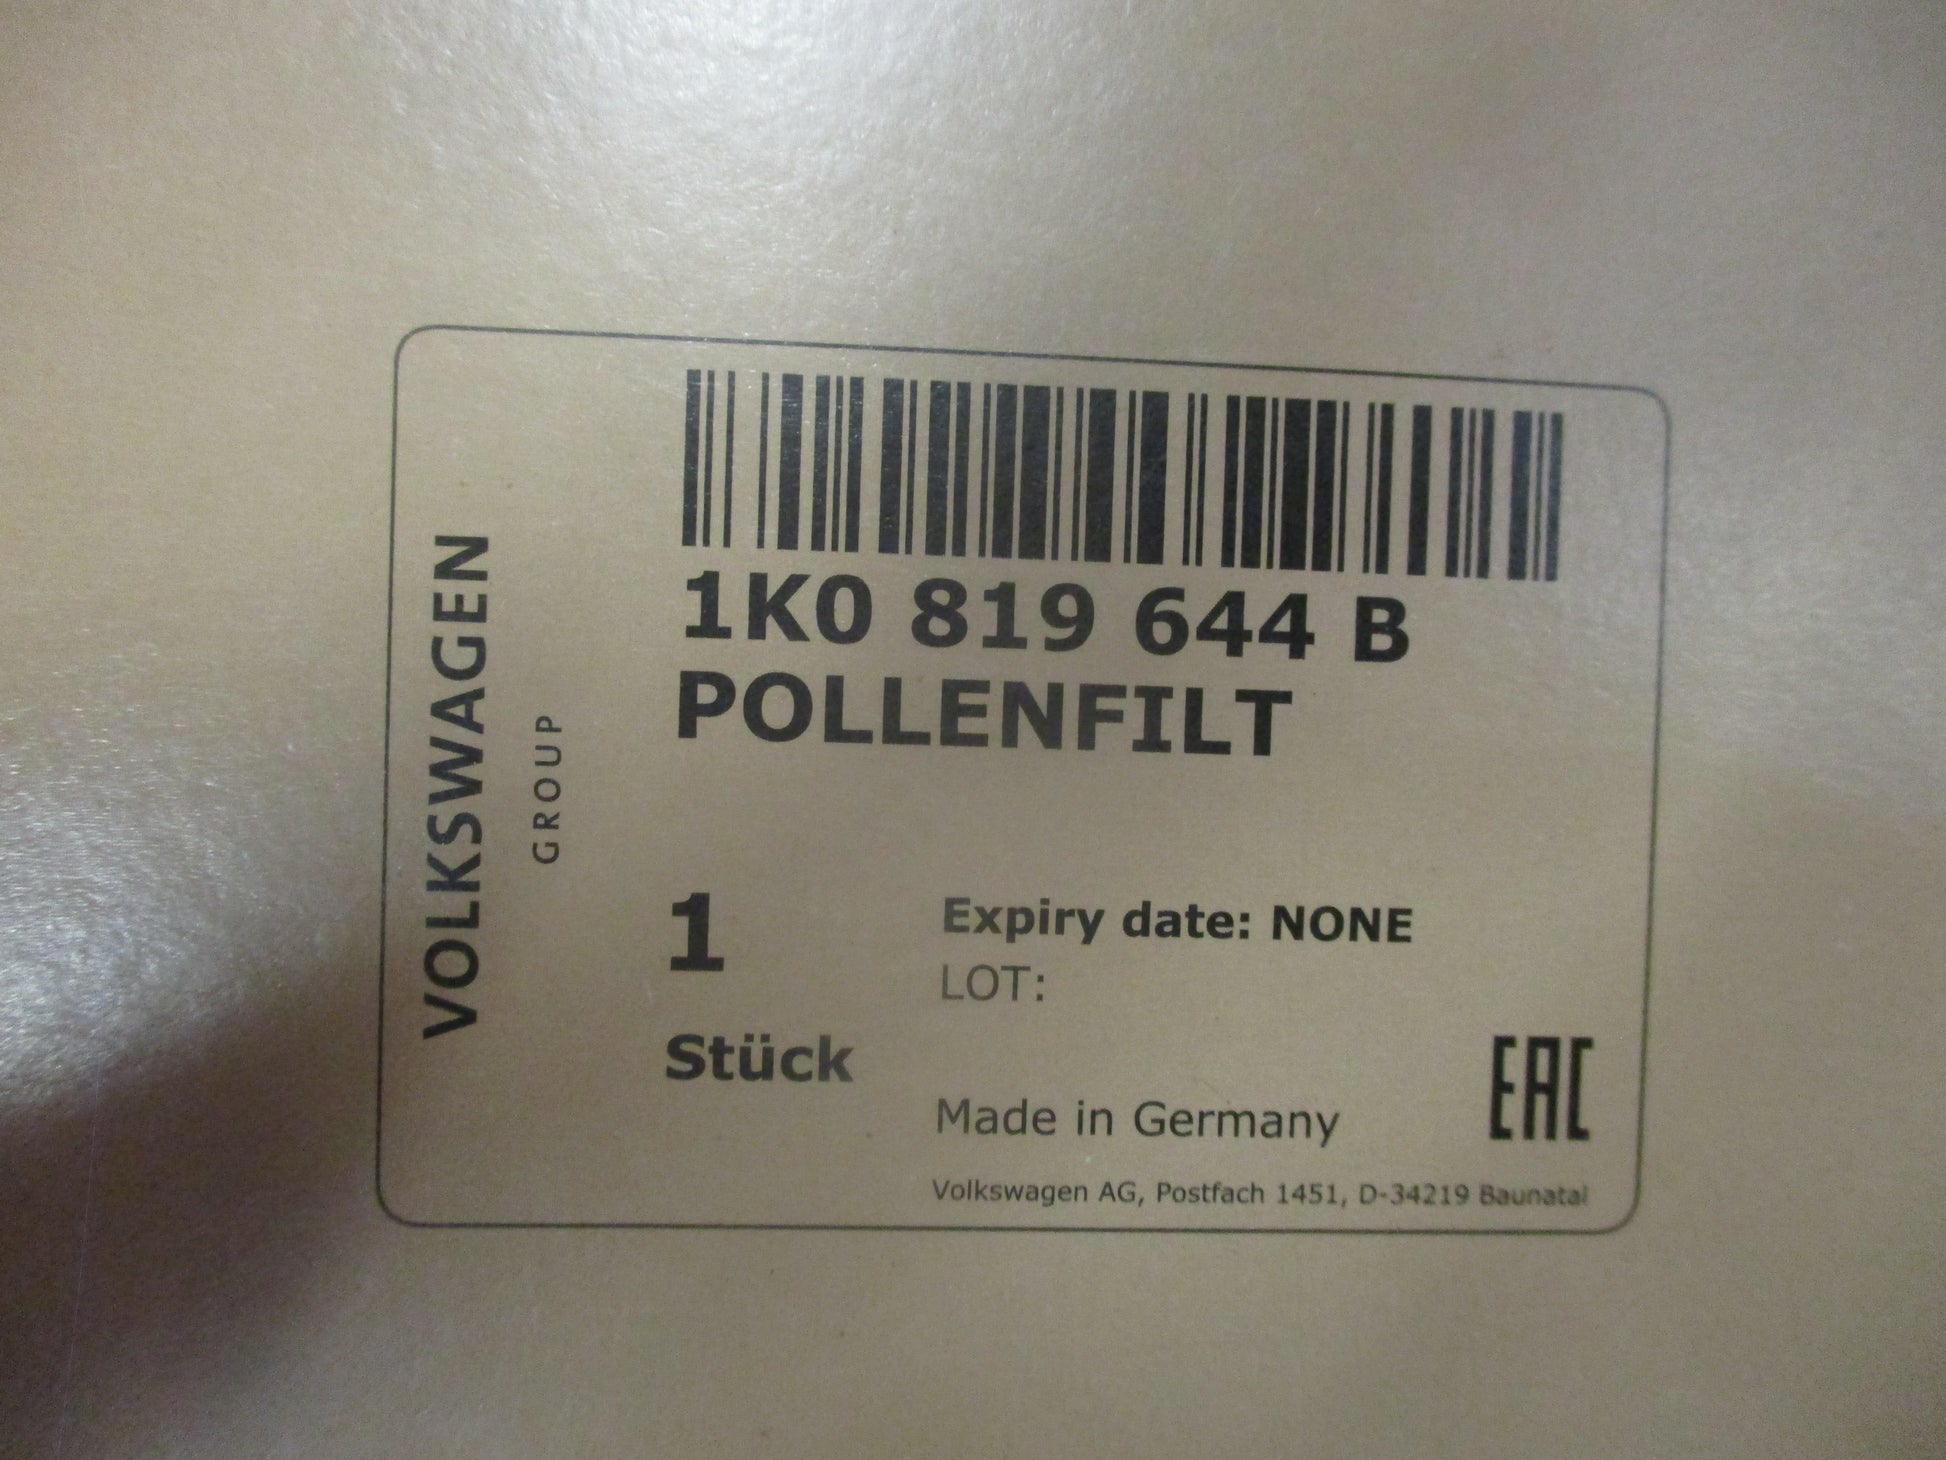 VOLKSWAGEN
GROUP
1K0 819 644 B
POLLENFILT
1
Stück
Expiry date: NONE
LOT:
Made in Germany
EAC
Volkswagen AG, Postfach 1451, D-34219 Baunatal